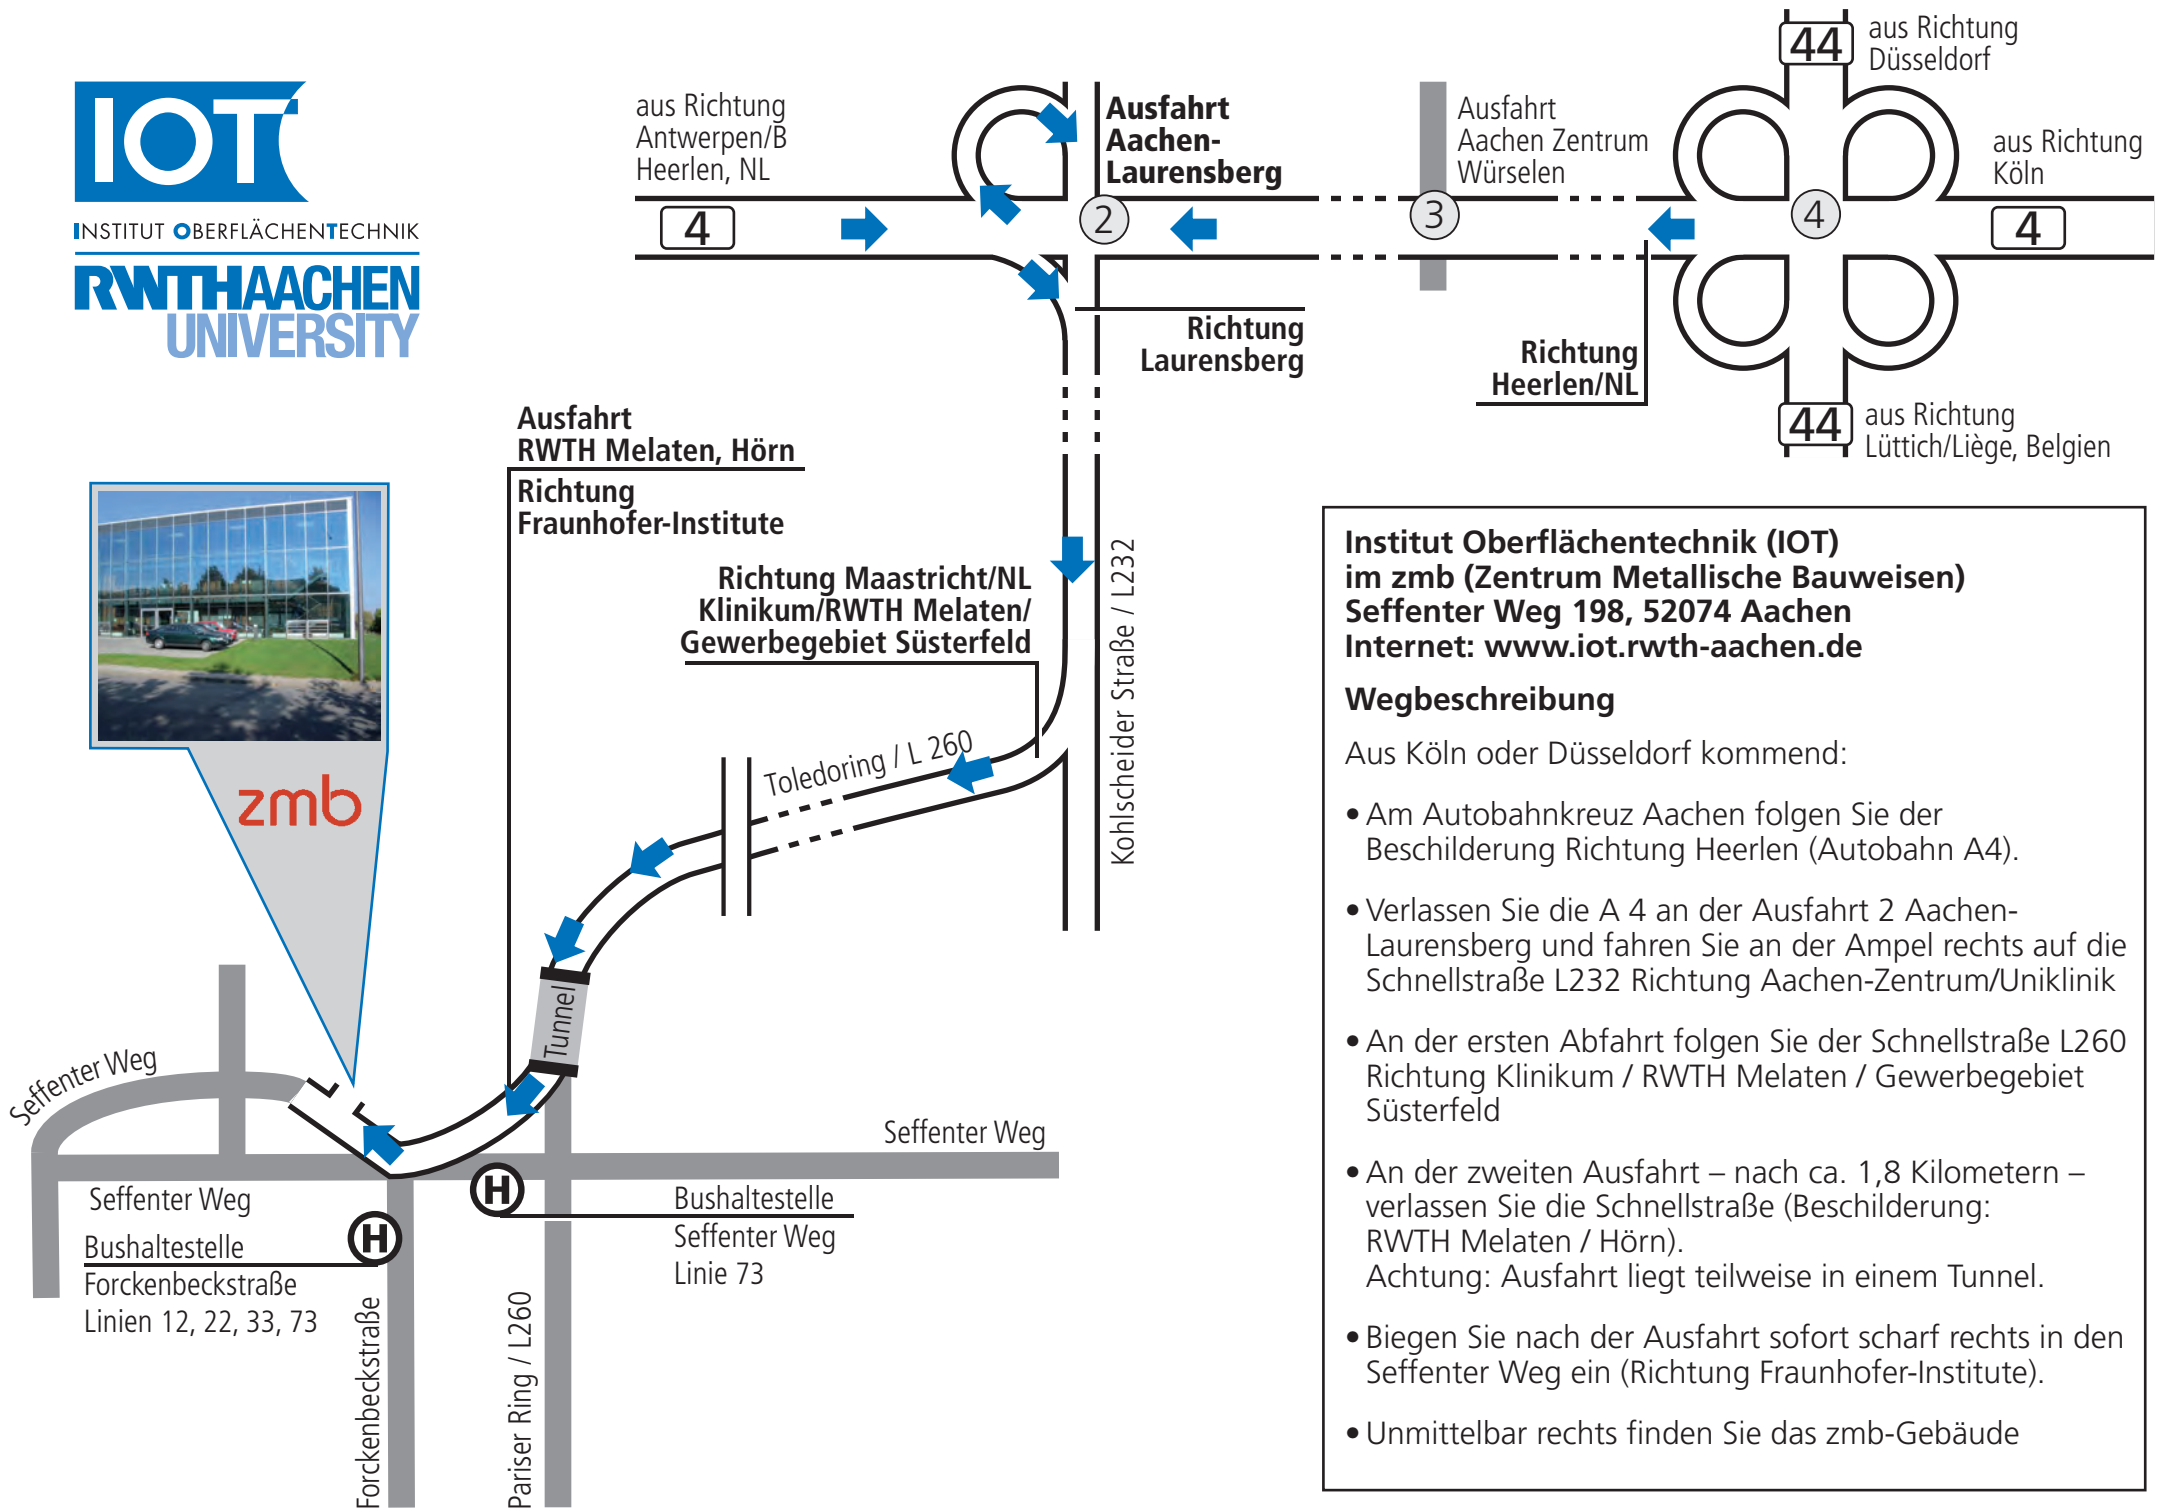 IOT
INSTITUT OBERFLÄCHENTECHNIK
RWTHAACHEN
UNIVERSITY
aus Richtung
Antwerpen/B
Heerlen, NL
4
Ausfahrt
Aachen-
Laurensberg
2
Ausfahrt
Aachen Zentrum
Würselen
3
44
aus Richtung
Düsseldorf
4
aus Richtung
Köln
4
Richtung
Laurensberg
Richtung
Heerlen/NL
44
aus Richtung
Lüttich/Liège, Belgien
Ausfahrt
RWTH Melaten, Hörn
Richtung
Fraunhofer-Institute
Richtung Maastricht/NL
Klinikum/RWTH Melaten/
Gewerbegebiet Süsterfeld
Kohlscheider Straße / L232
Toledoring / L 260
zmb
Tunnel
Seffenter Weg
Seffenter Weg
Seffenter Weg
H
Bushaltestelle
Forckenbeckstraße
Linien 12, 22, 33, 73
H
Bushaltestelle
Seffenter Weg
Linie 73
Forckenbeckstraße
Pariser Ring / L260
Institut Oberflächentechnik (IOT)
im zmb (Zentrum Metallische Bauweisen)
Seffenter Weg 198, 52074 Aachen
Internet: www.iot.rwth-aachen.de
Wegbeschreibung
Aus Köln oder Düsseldorf kommend:
• Am Autobahnkreuz Aachen folgen Sie der
Beschilderung Richtung Heerlen (Autobahn A4).
• Verlassen Sie die A 4 an der Ausfahrt 2 Aachen-
Laurensberg und fahren Sie an der Ampel rechts auf die
Schnellstraße L232 Richtung Aachen-Zentrum/Uniklinik
• An der ersten Abfahrt folgen Sie der Schnellstraße L260
Richtung Klinikum / RWTH Melaten / Gewerbegebiet
Süsterfeld
• An der zweiten Ausfahrt – nach ca. 1,8 Kilometern –
verlassen Sie die Schnellstraße (Beschilderung:
RWTH Melaten / Hörn).
Achtung: Ausfahrt liegt teilweise in einem Tunnel.
• Biegen Sie nach der Ausfahrt sofort scharf rechts in den
Seffenter Weg ein (Richtung Fraunhofer-Institute).
• Unmittelbar rechts finden Sie das zmb-Gebäude